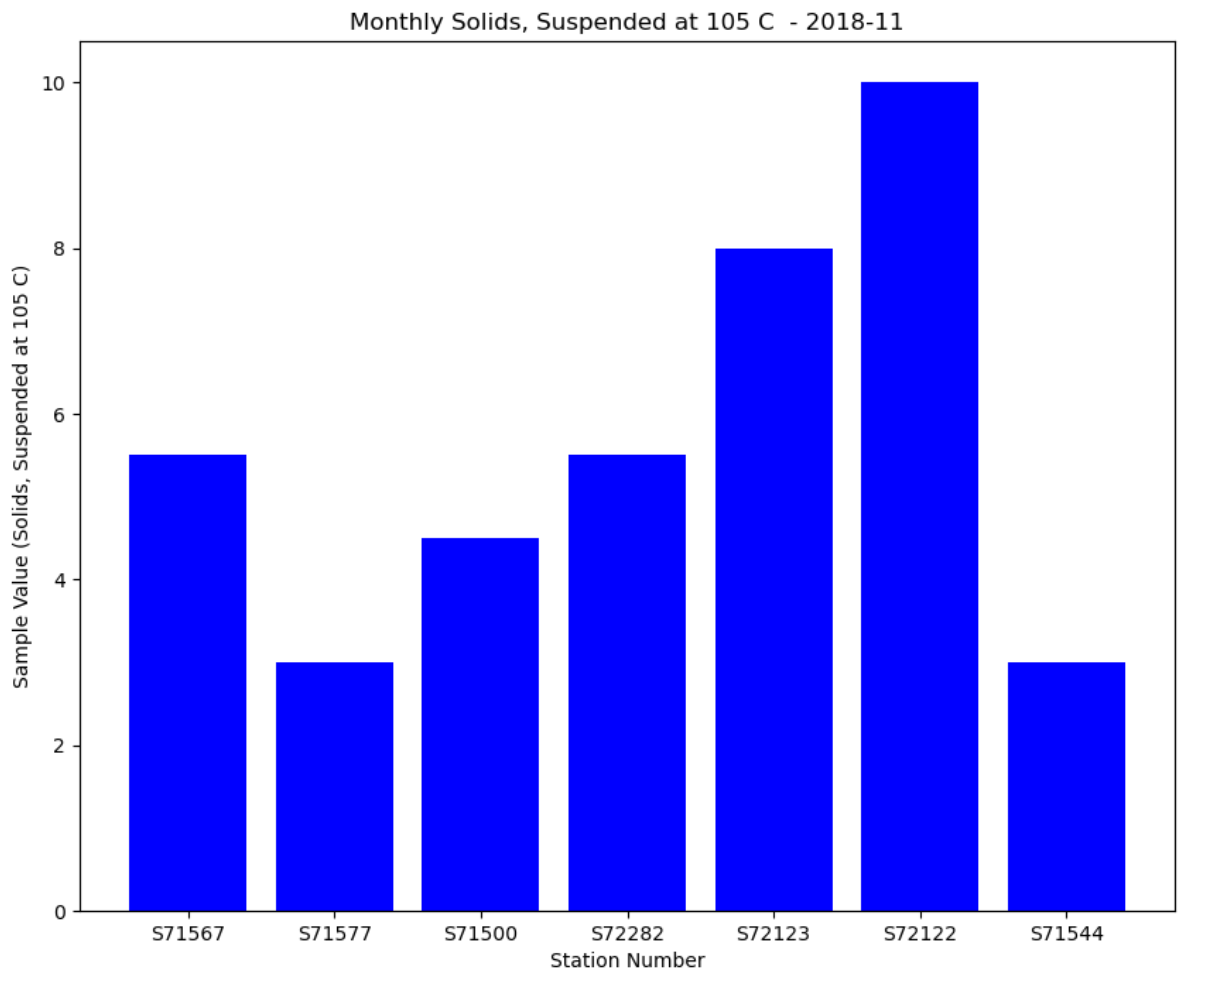 Monthly Solids, Suspended at 105 C  - 2018-11
Sample Value (Solids, Suspended at 105 C)
10
8
6
4
2
0
S71567 S71577 S71500 S72282 S72123 S72122 S71544
Station Number